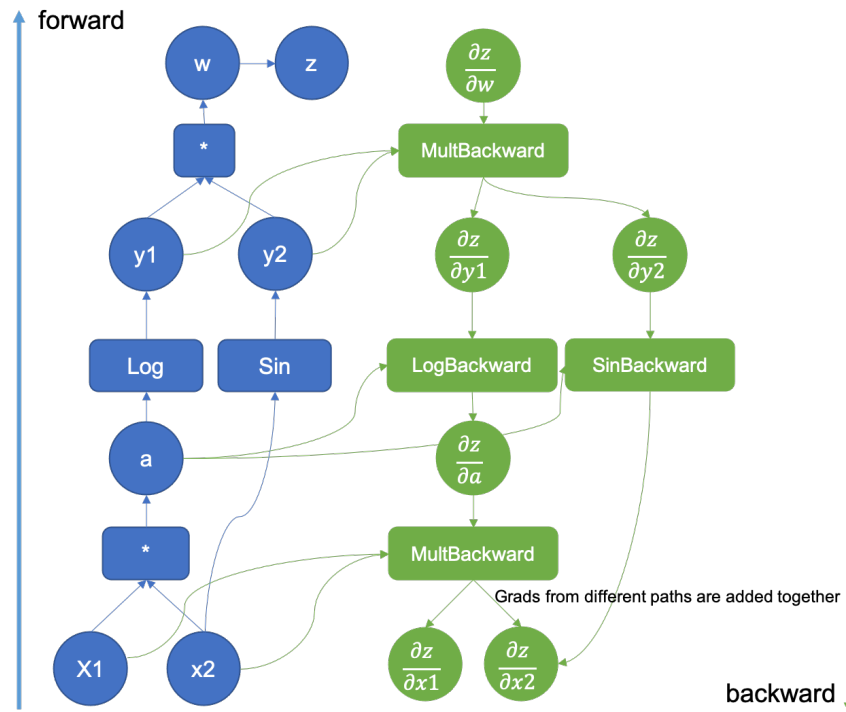 forward
w
z
∂z
∂w
*
MultBackward
y1
y2
∂z
∂y1
∂z
∂y2
Log
Sin
LogBackward
SinBackward
a
∂z
∂a
*
MultBackward
Grads from different paths are added together
X1
x2
∂z
∂x1
∂z
∂x2
backward